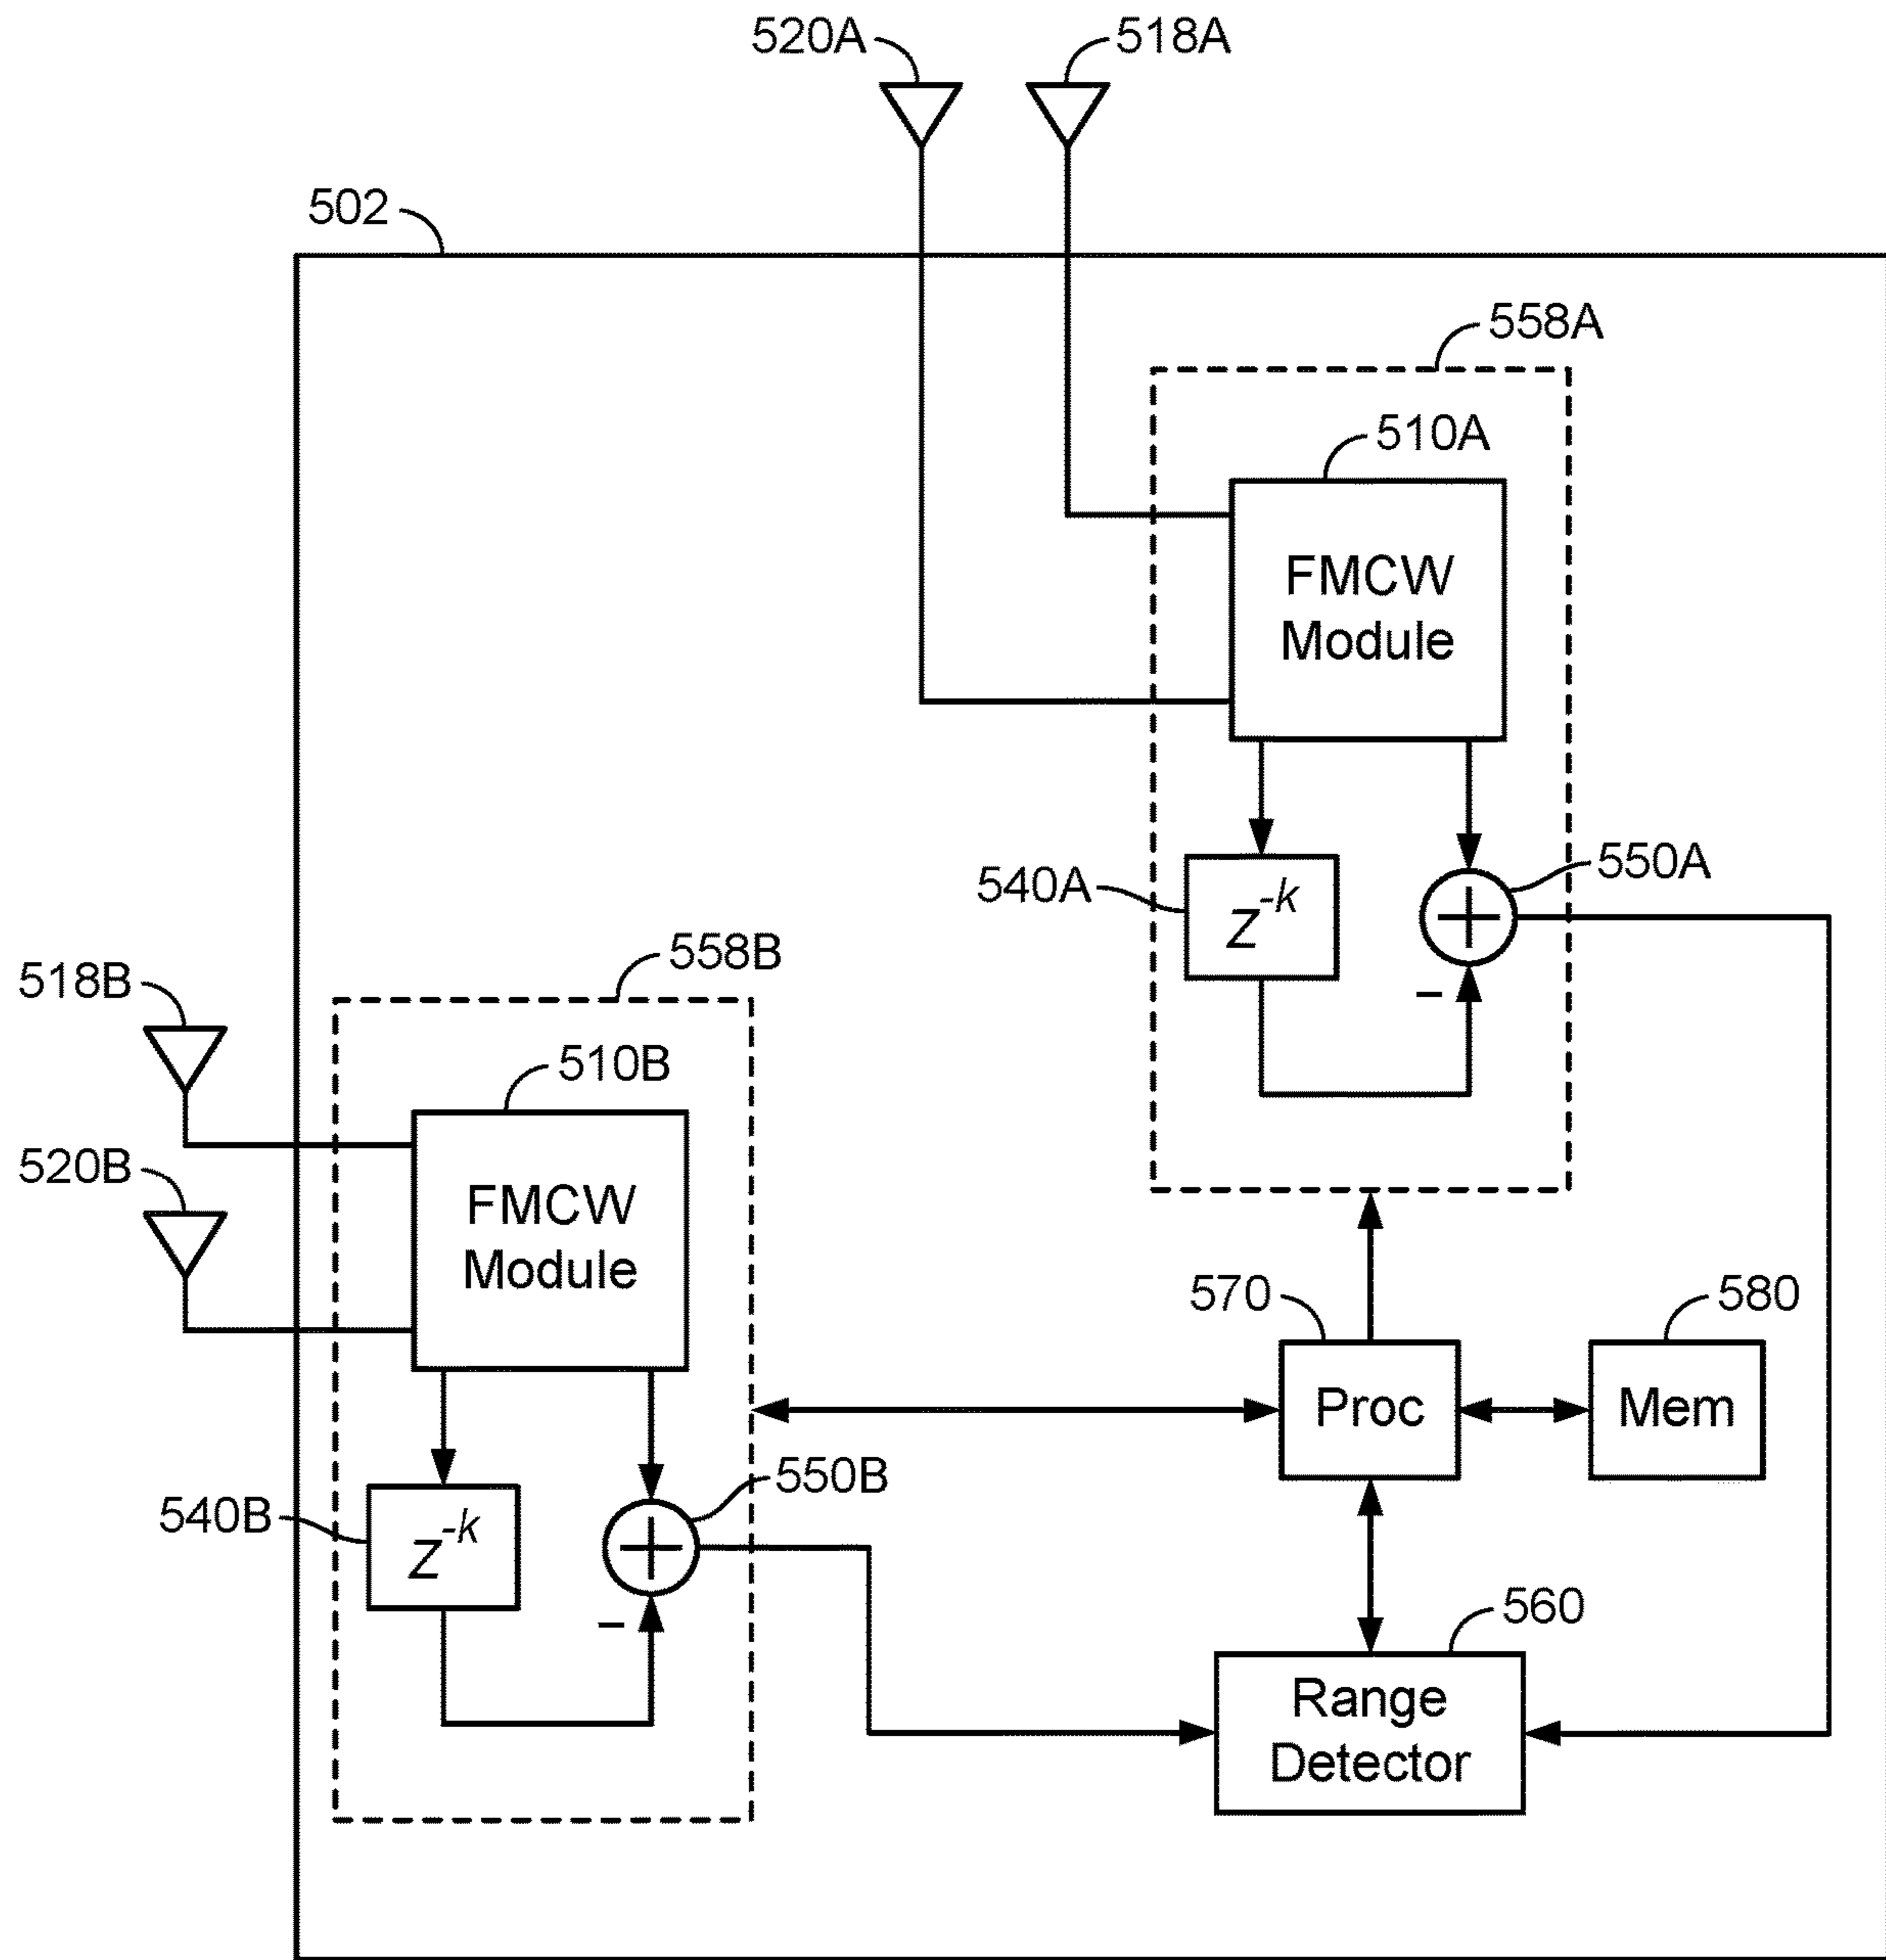 520A
518A
502
558A
510A
FMCW
Module
550A
540A
z^-k
–
558B
518B
510B
520B
FMCW
Module
570
580
Proc
Mem
550B
540B
z^-k
–
560
Range
Detector